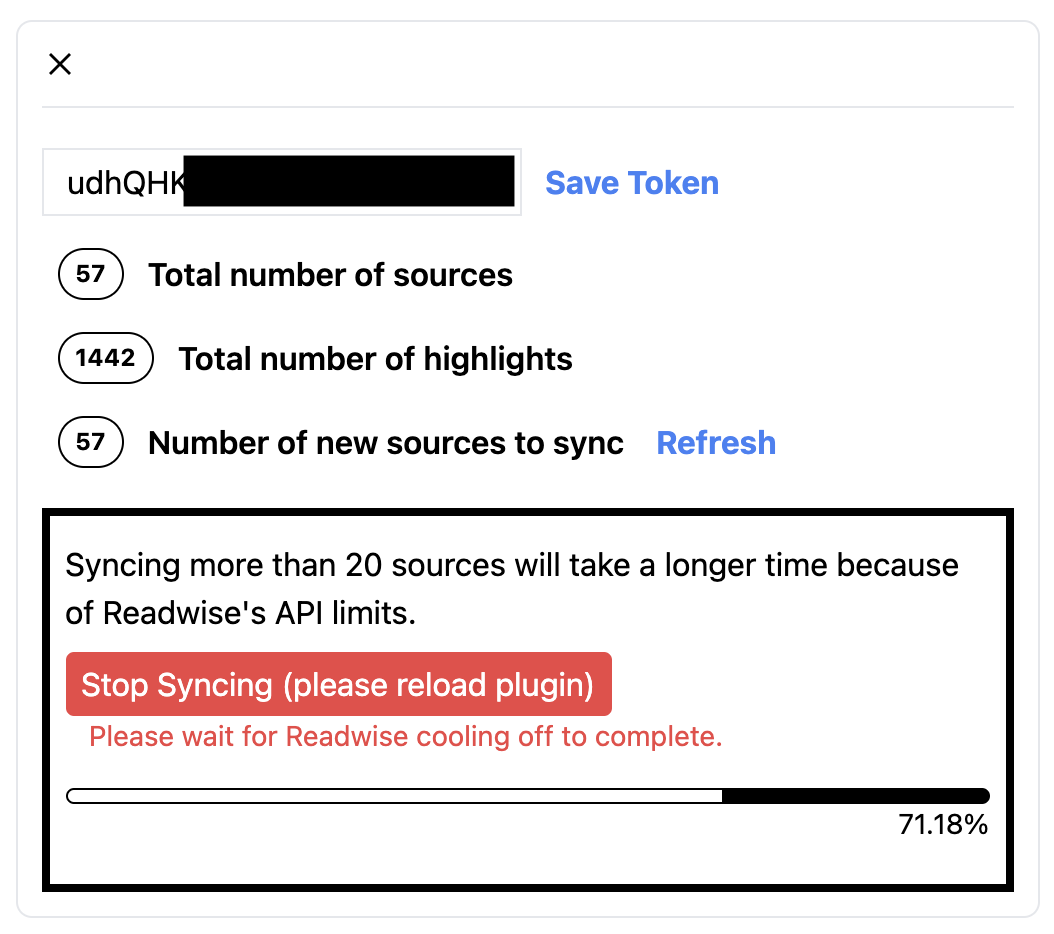 udhQHK
Save Token
57 Total number of sources
1442 Total number of highlights
57 Number of new sources to sync Refresh
Syncing more than 20 sources will take a longer time because
of Readwise's API limits.
Stop Syncing (please reload plugin)
Please wait for Readwise cooling off to complete.
71.18%